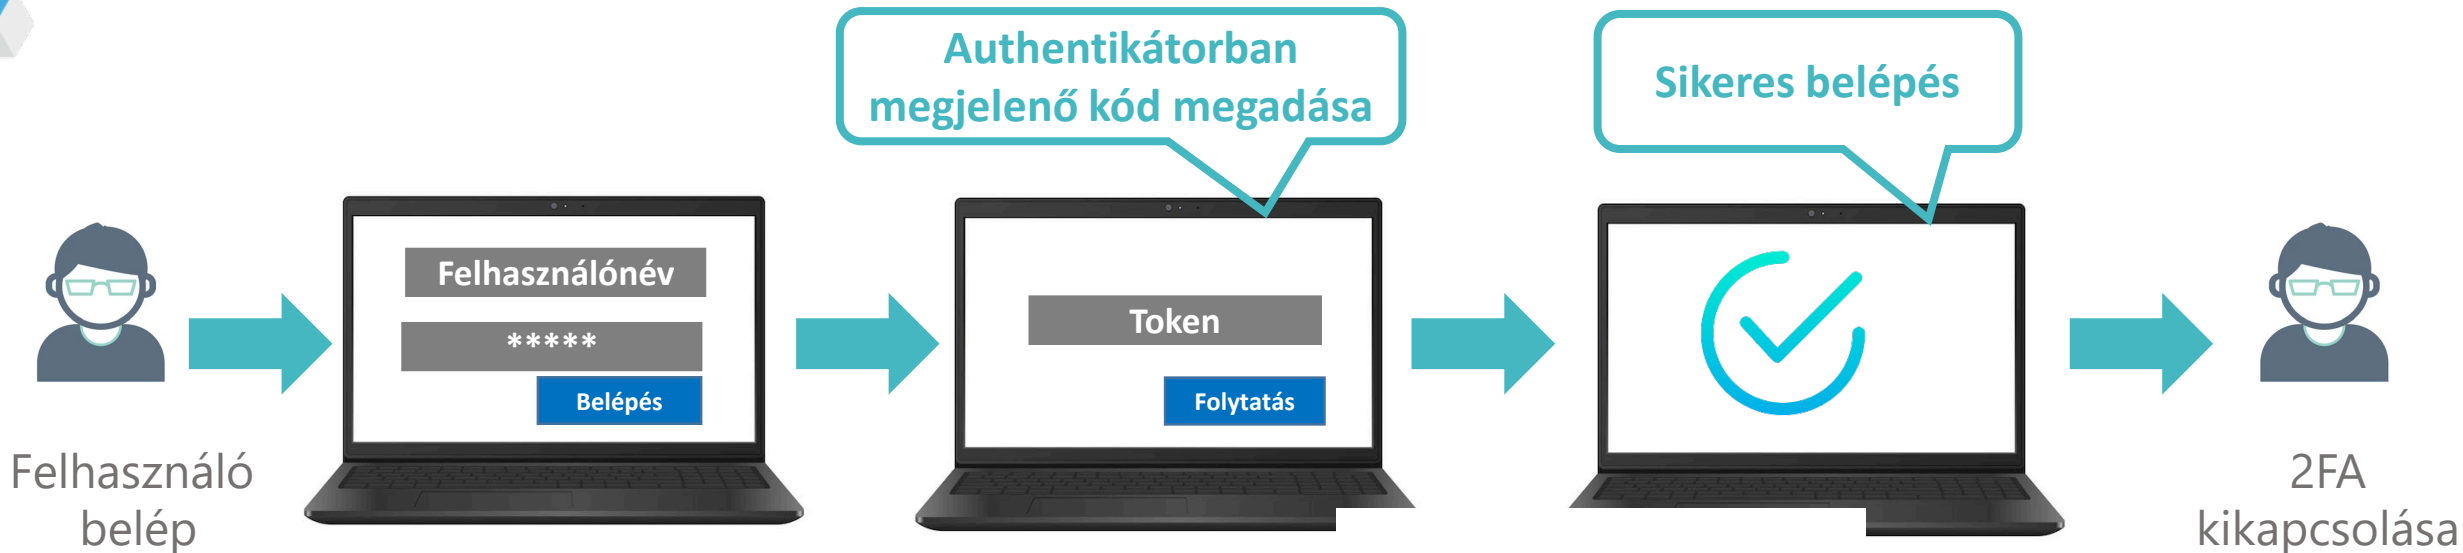 Authentikátorban
megjelenő kód megadása
Sikeres belépés
Felhasználónév
*****
Belépés
Token
Folytatás
Felhasználó
belép
2FA
kikapcsolása